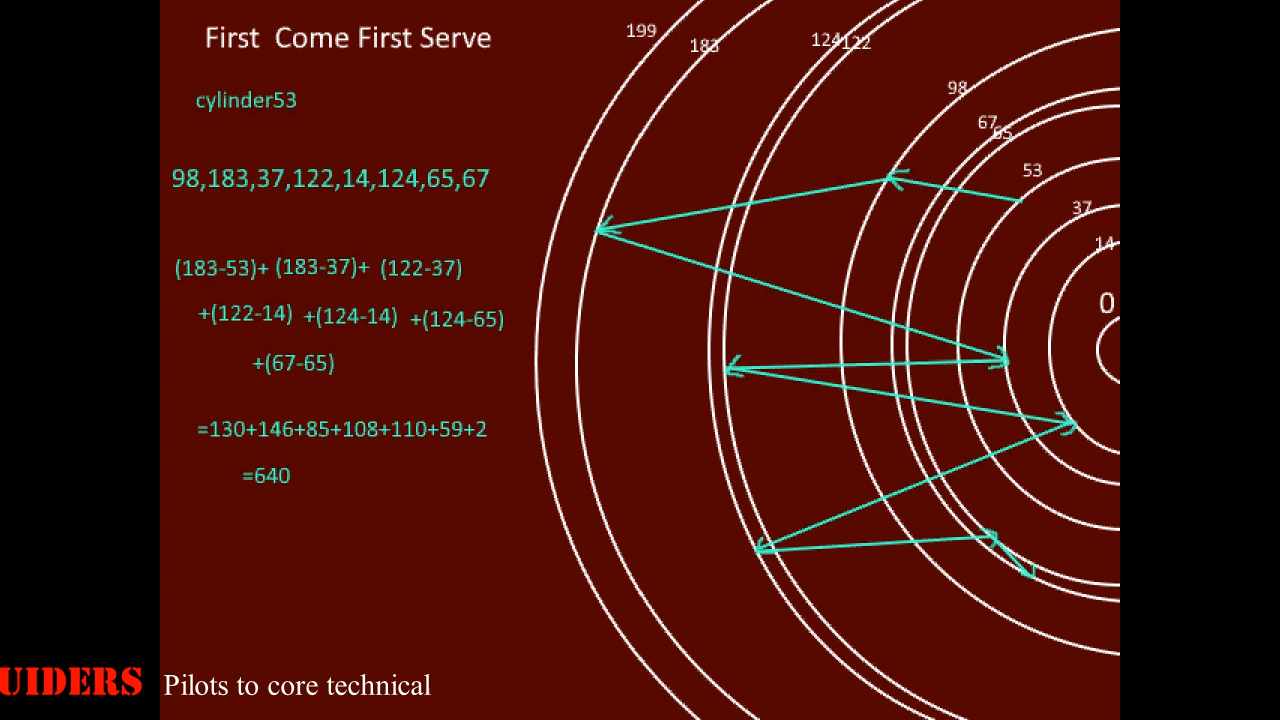 First Come First Serve
cylinder53
98,183,37,122,14,124,65,67
(183-53)+ (183-37)+ (122-37)
+(122-14) +(124-14) +(124-65)
+(67-65)
=130+146+85+108+110+59+2
=640
199
183
124 122
98
67
65
53
37
14
0
UIDERS Pilots to core technical